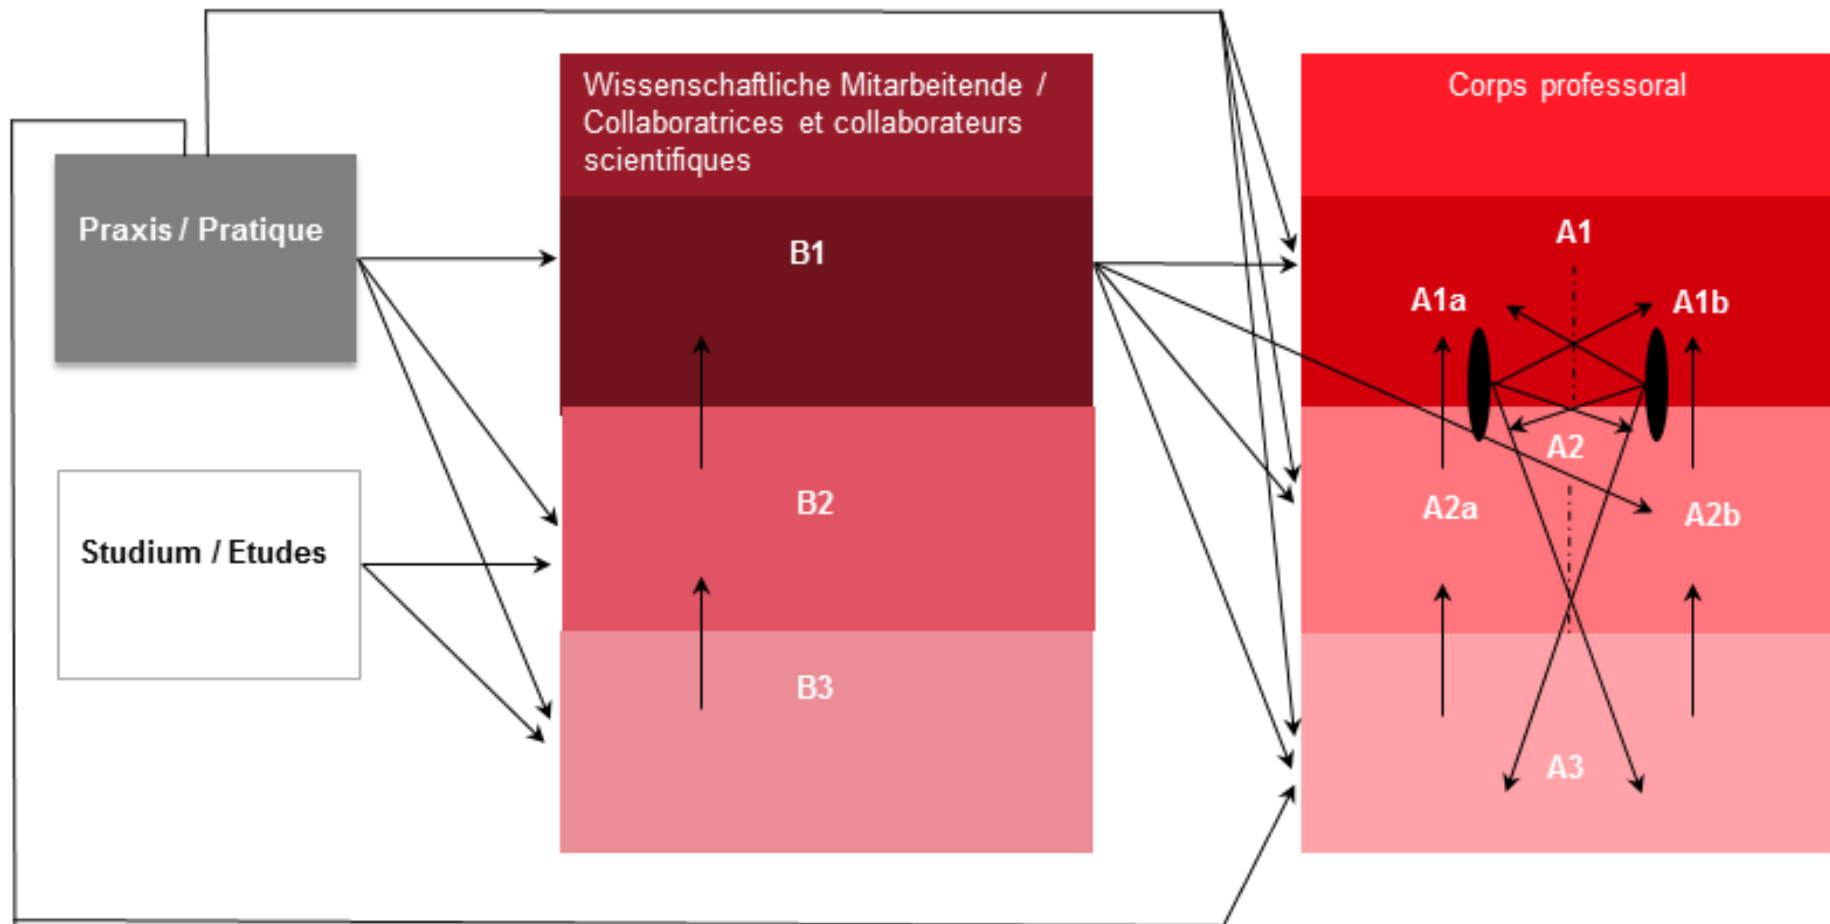 Wissenschaftliche Mitarbeitende /
Collaboratrices et collaborateurs
scientifiques
Corps professoral
Praxis / Pratique
B1
A1
A1a
A1b
A2
B2
A2a
A2b
Studium / Etudes
B3
A3